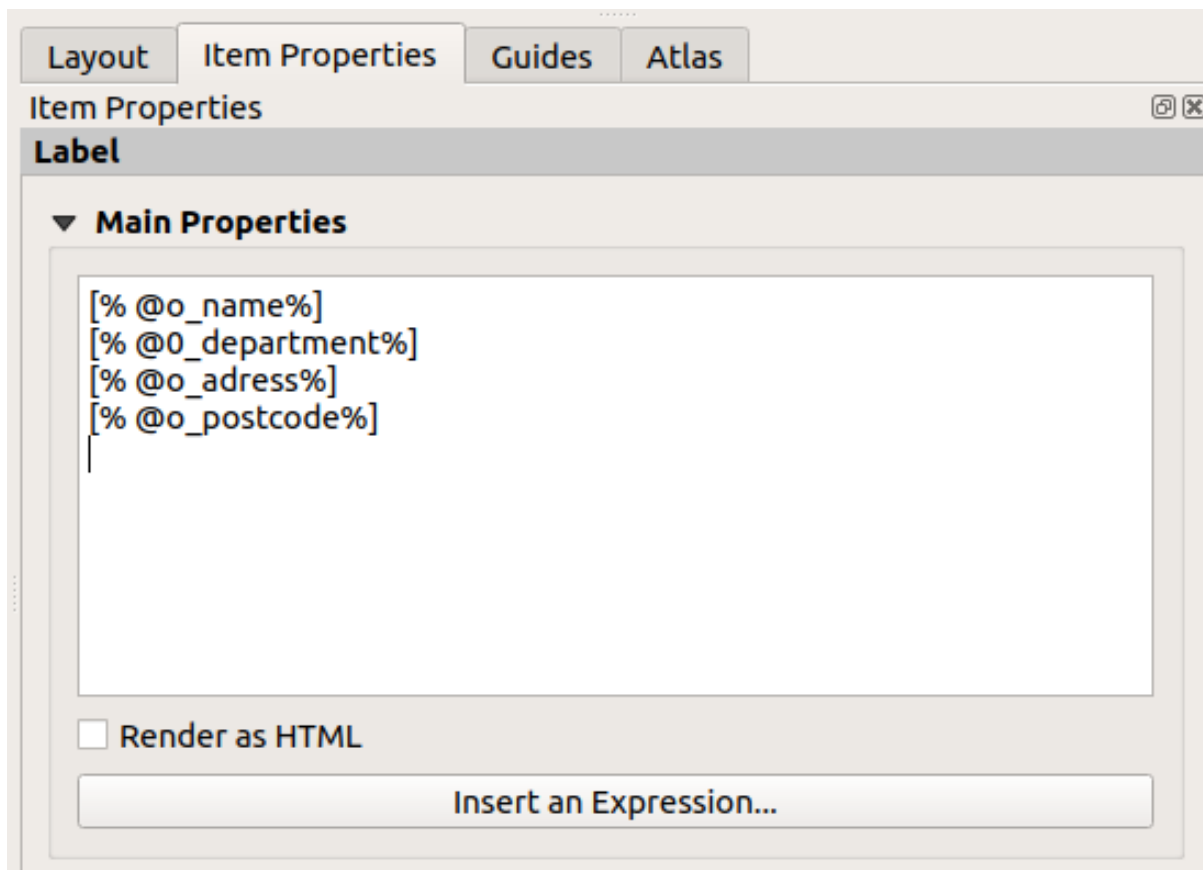 Layout Item Properties Guides Atlas
Item Properties
Label
Main Properties
[% @o_name%]
[% @0_department%]
[% @o_adress%]
[% @o_postcode%]
Render as HTML
Insert an Expression...